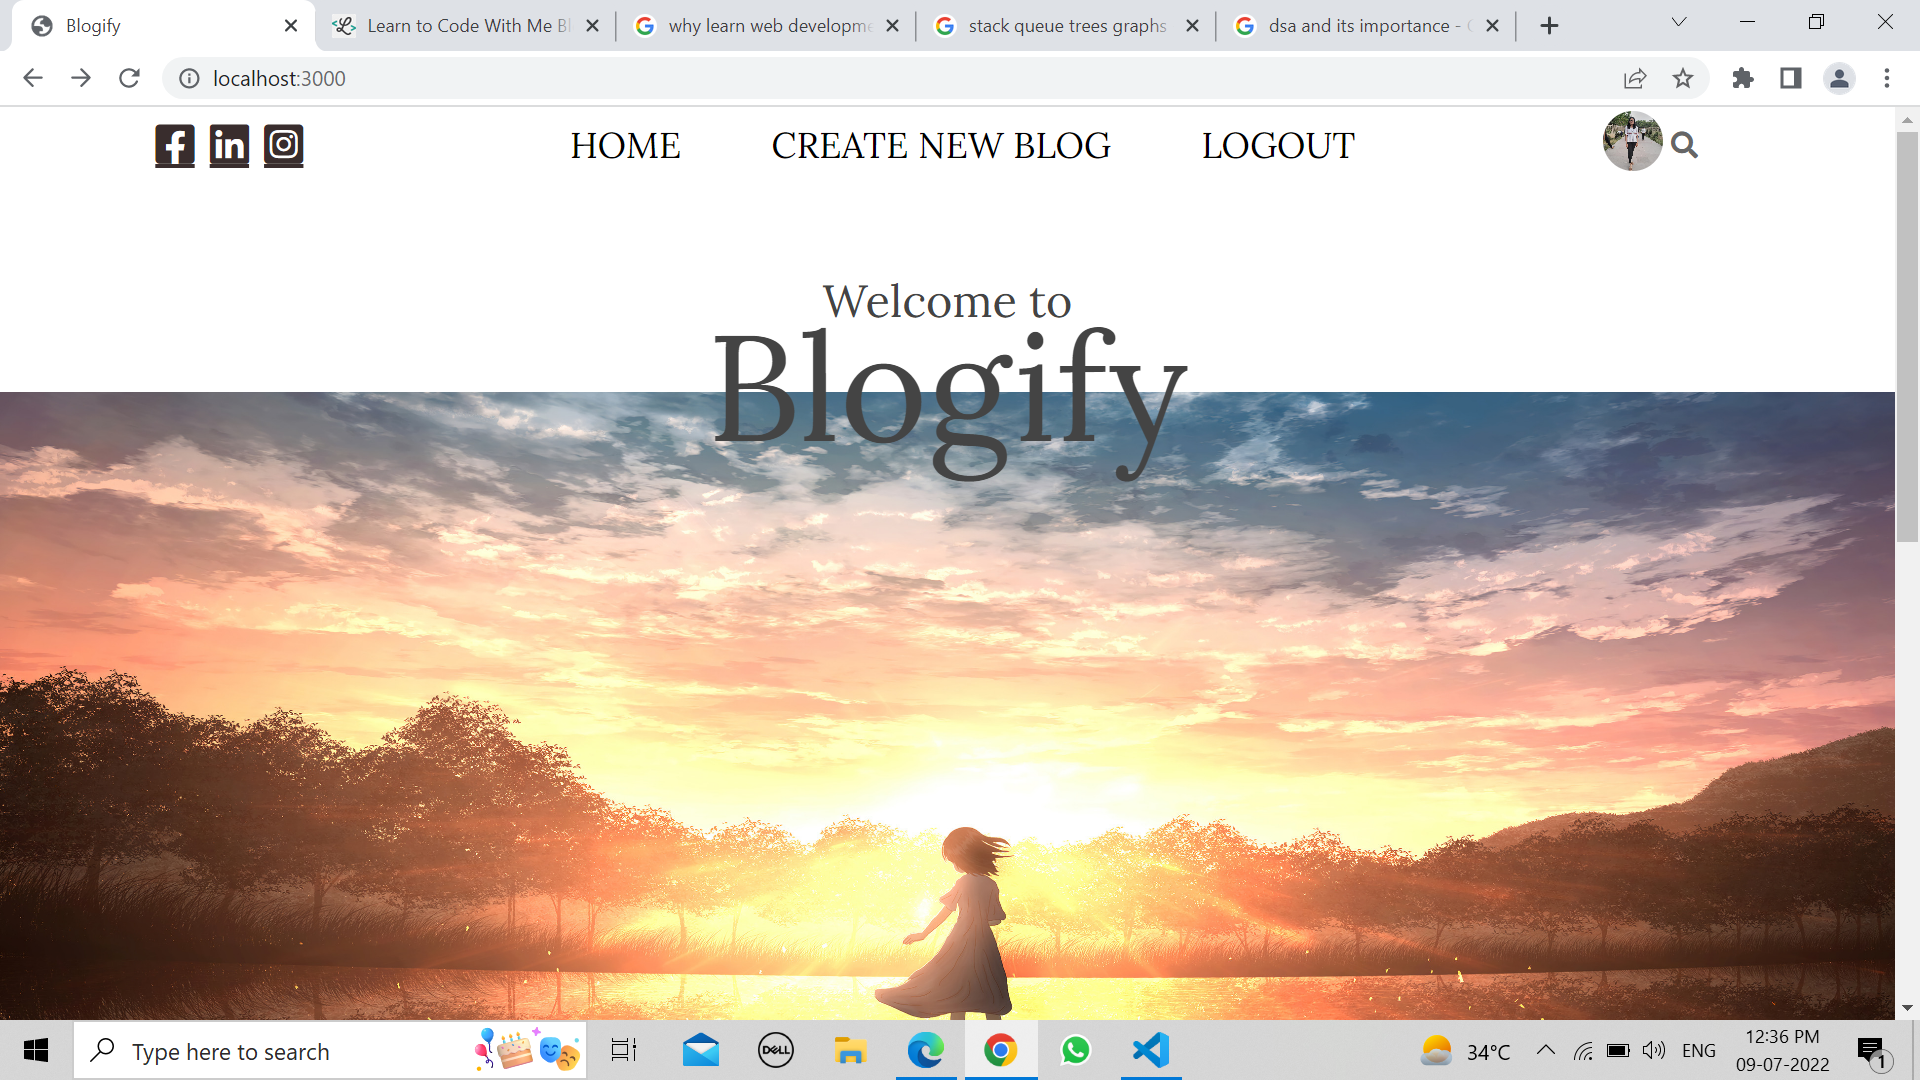 Blogify
Learn to Code With Me Bl
why learn web developme
stack queue trees graphs
dsa and its importance - G
localhost:3000
HOME CREATE NEW BLOG LOGOUT
Welcome to
Blogify
Type here to search
DELL
34°C
ENG
12:36 PM
09-07-2022
1